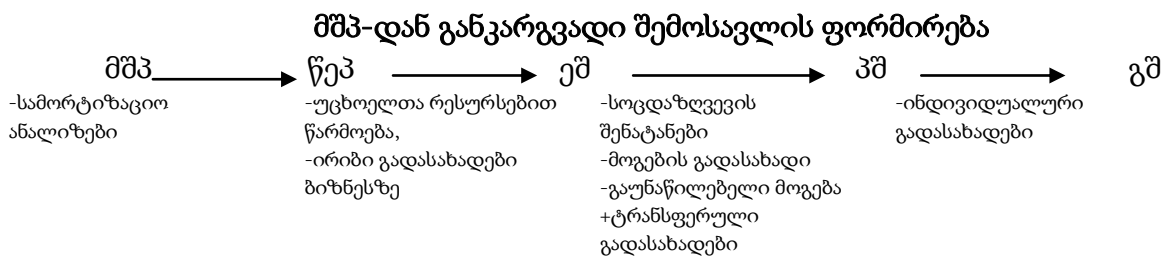 მშპ-დან განკარგვადი შემოსავლის ფორმირება
მშპ წეპ ეშ პშ გშ
-სამორტიზაციო
ანალიზები
-უცხოელთა რესურსებით
წარმოება,
-ირიბი გადასახადები
ბიზნესზე
-სოცდაზღვევის
შენატანები
-მოგების გადასახადი
-გაუნაწილებელი მოგება
+ტრანსფერული
გადასახადები
-ინდივიდუალური
გადასახადები